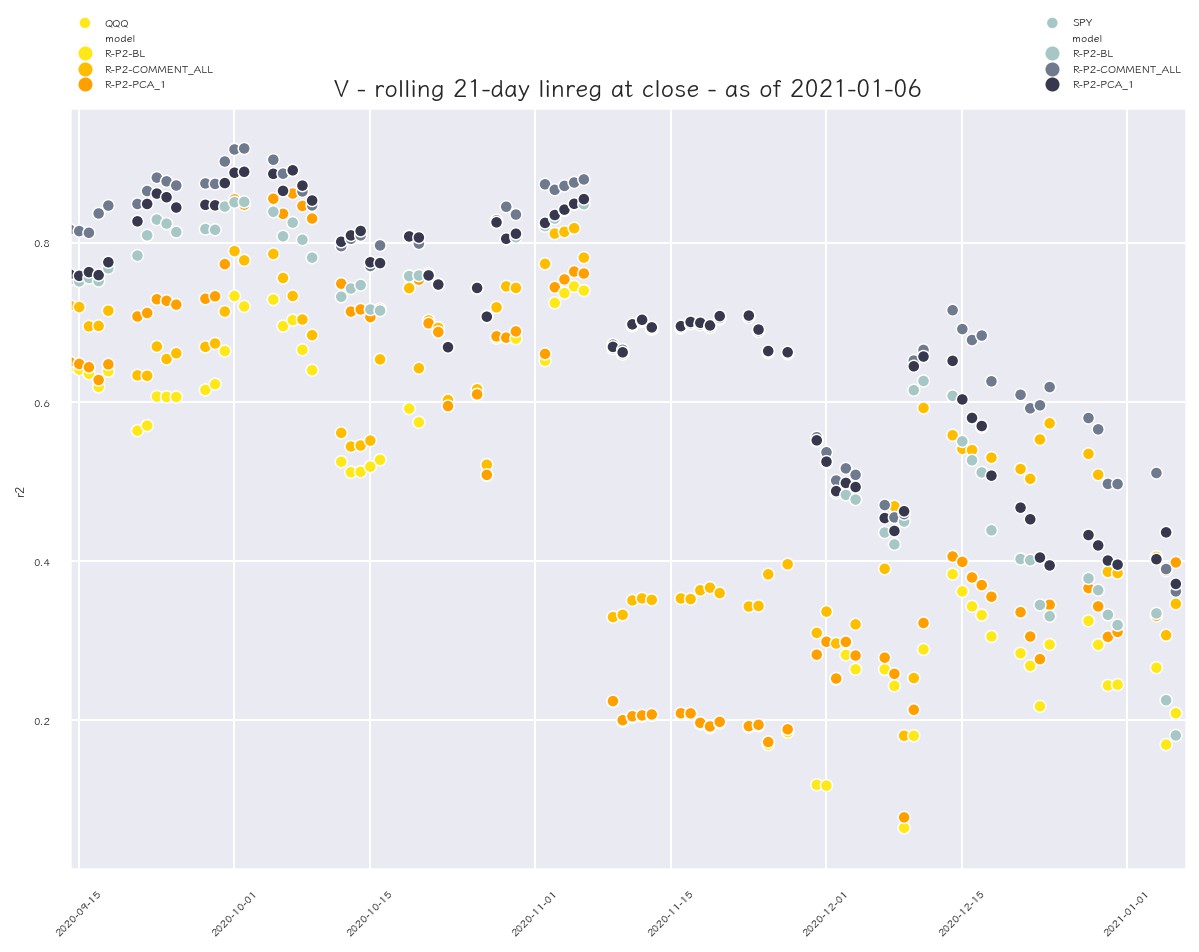 QQQ
model
R-P2-BL
R-P2-COMMENT_ALL
R-P2-PCA_1
SPY
model
R-P2-BL
R-P2-COMMENT_ALL
R-P2-PCA_1
V - rolling 21-day linreg at close - as of 2021-01-06
0.8
0.6
r2
0.4
0.2
2020-09-15
2020-10-01
2020-10-15
2020-11-01
2020-11-15
2020-12-01
2020-12-15
2021-01-01